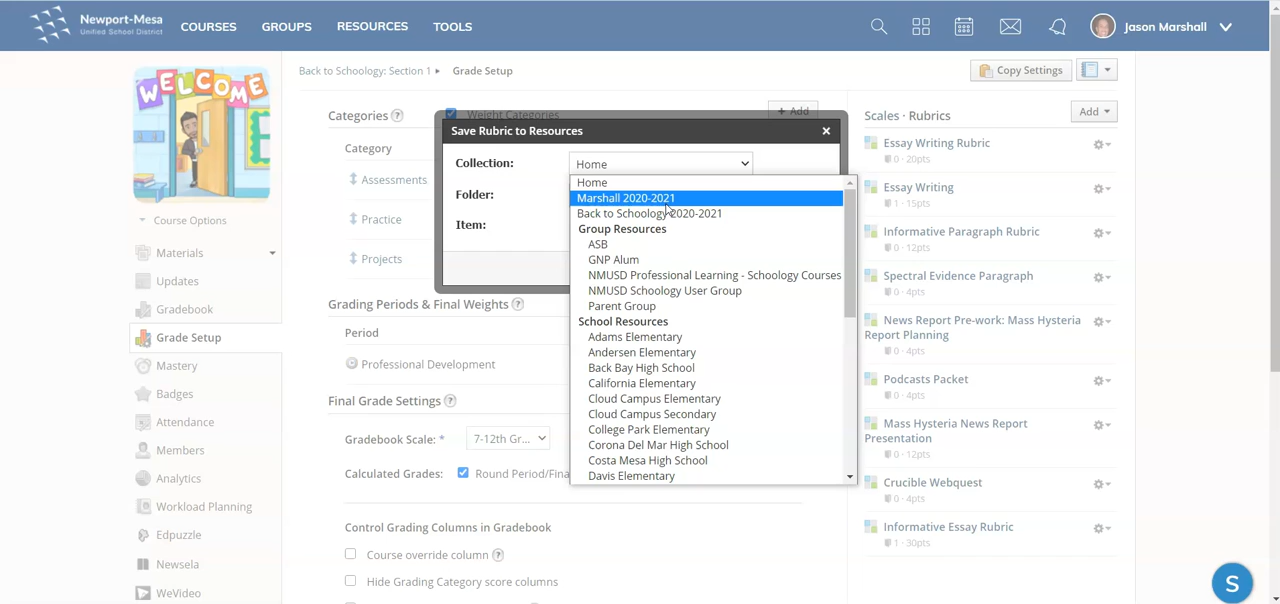 Newport-Mesa
Unified School District
COURSES
GROUPS
RESOURCES
TOOLS
Jason Marshall
WELCOME
Back to Schoology: Section 1
Grade Setup
Copy Settings
Categories ?
Weight Categories
+ Add
Category
Assessments
Practice
Projects
Save Rubric to Resources
Collection:
Home
Folder:
Item:
Home
Marshall 2020-2021
Back to Schoology 2020-2021
Group Resources
ASB
GNP Alum
NMUSD Professional Learning - Schoology Courses
NMUSD Schoology User Group
Parent Group
School Resources
Adams Elementary
Andersen Elementary
Back Bay High School
California Elementary
Cloud Campus Elementary
Cloud Campus Secondary
College Park Elementary
Corona Del Mar High School
Costa Mesa High School
Davis Elementary
Course Options
Materials
Updates
Gradebook
Grade Setup
Mastery
Badges
Attendance
Members
Analytics
Workload Planning
Edpuzzle
Newsela
WeVideo
Grading Periods & Final Weights ?
Period
Professional Development
Final Grade Settings ?
Gradebook Scale: *
7-12th Gr...
Calculated Grades:
Round Period/Fina
Control Grading Columns in Gradebook
Course override column ?
Hide Grading Category score columns
Scales · Rubrics
Add
Essay Writing Rubric
0 · 20pts
Essay Writing
1 · 15pts
Informative Paragraph Rubric
0 · 12pts
Spectral Evidence Paragraph
0 · 4pts
News Report Pre-work: Mass Hysteria
Report Planning
0 · 4pts
Podcasts Packet
0 · 4pts
Mass Hysteria News Report
Presentation
0 · 12pts
Crucible Webquest
0 · 4pts
Informative Essay Rubric
1 · 30pts
S